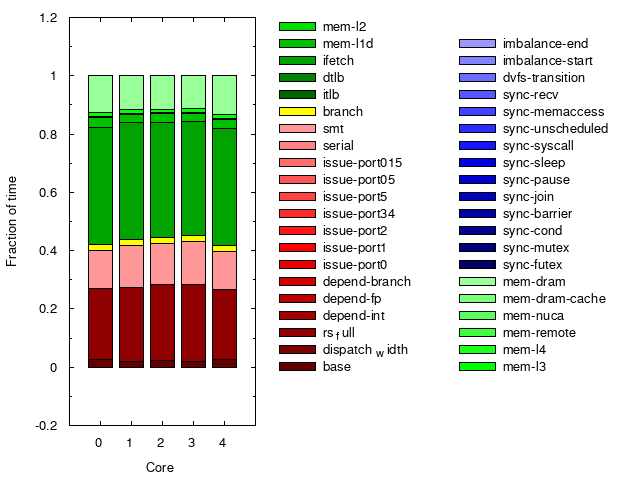 1.2
1
0.8
0.6
0.4
0.2
0
-0.2
Fraction of time
0 1 2 3 4
Core
mem-l2
mem-l1d
ifetch
dtlb
itlb
branch
smt
serial
issue-port015
issue-port05
issue-port5
issue-port34
issue-port2
issue-port1
issue-port0
depend-branch
depend-fp
depend-int
rs_full
dispatch_width
base
imbalance-end
imbalance-start
dvfs-transition
sync-recv
sync-memaccess
sync-unscheduled
sync-syscall
sync-sleep
sync-pause
sync-join
sync-barrier
sync-cond
sync-mutex
sync-futex
mem-dram
mem-dram-cache
mem-nuca
mem-remote
mem-l4
mem-l3